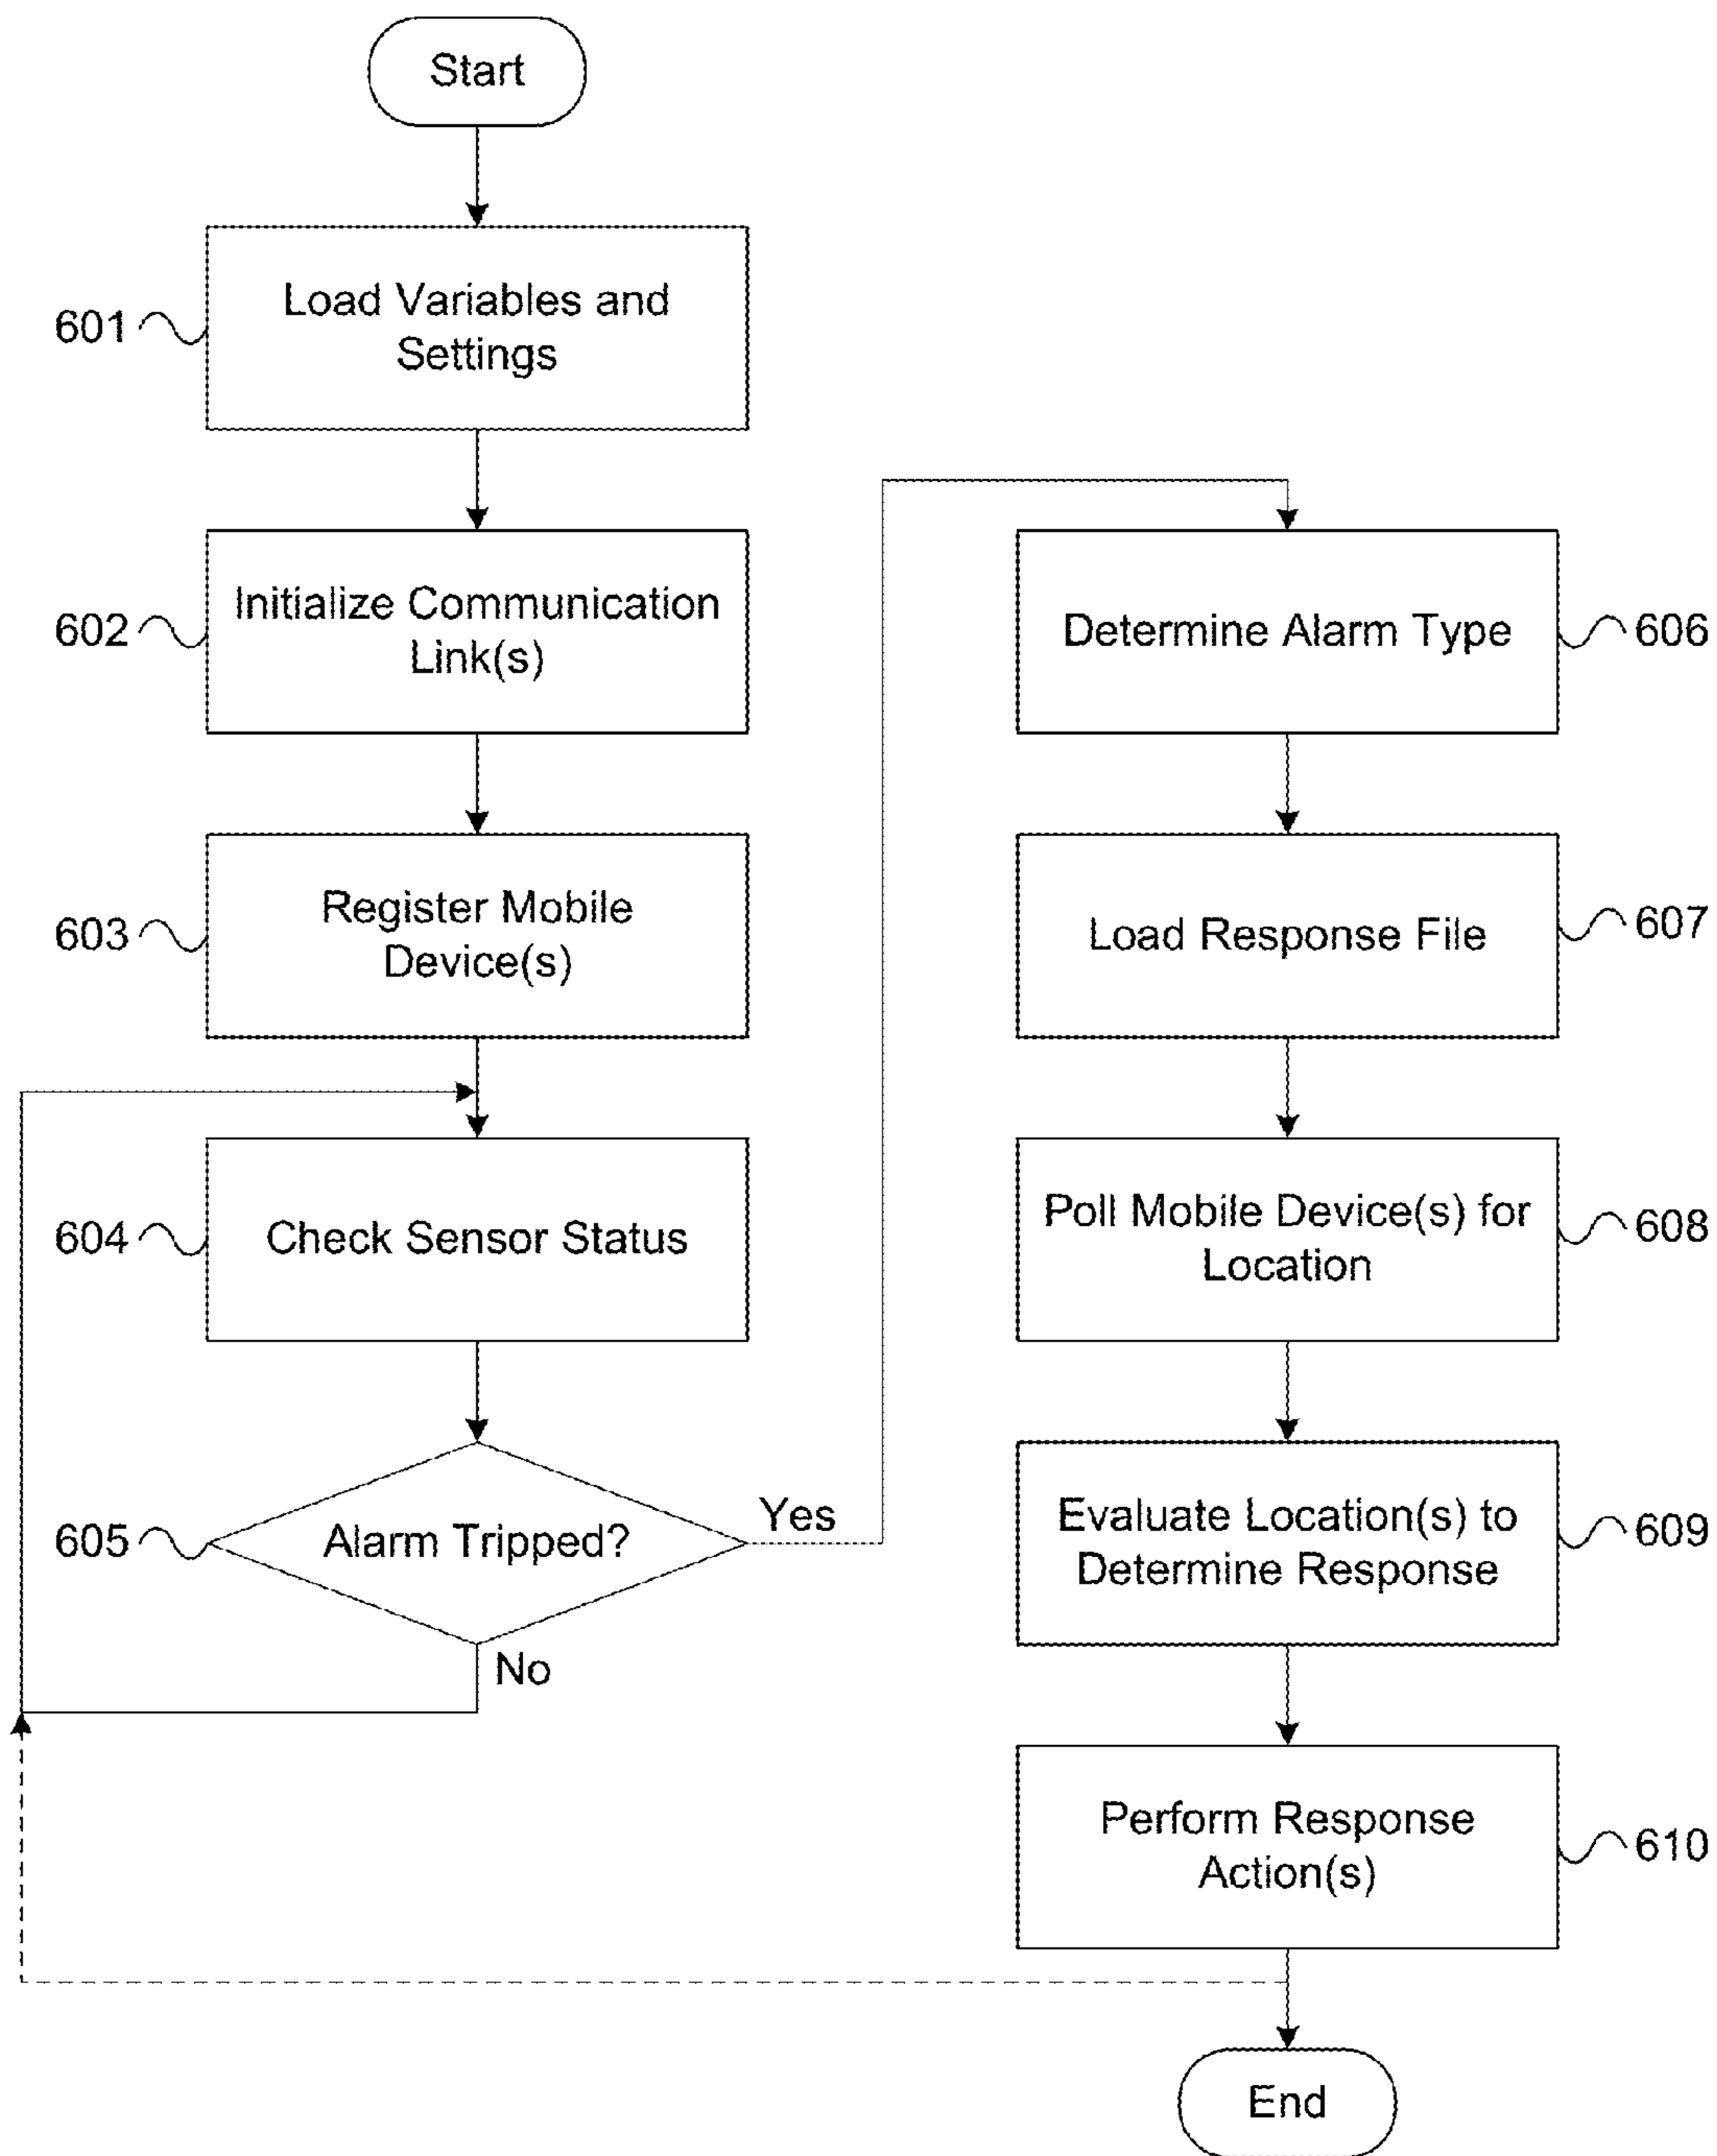 Start
601
Load Variables and
Settings
602
Initialize Communication
Link(s)
603
Register Mobile
Device(s)
604
Check Sensor Status
605
Alarm Tripped?
Yes
No
Determine Alarm Type
606
Load Response File
607
Poll Mobile Device(s) for
Location
608
Evaluate Location(s) to
Determine Response
609
Perform Response
Action(s)
610
End